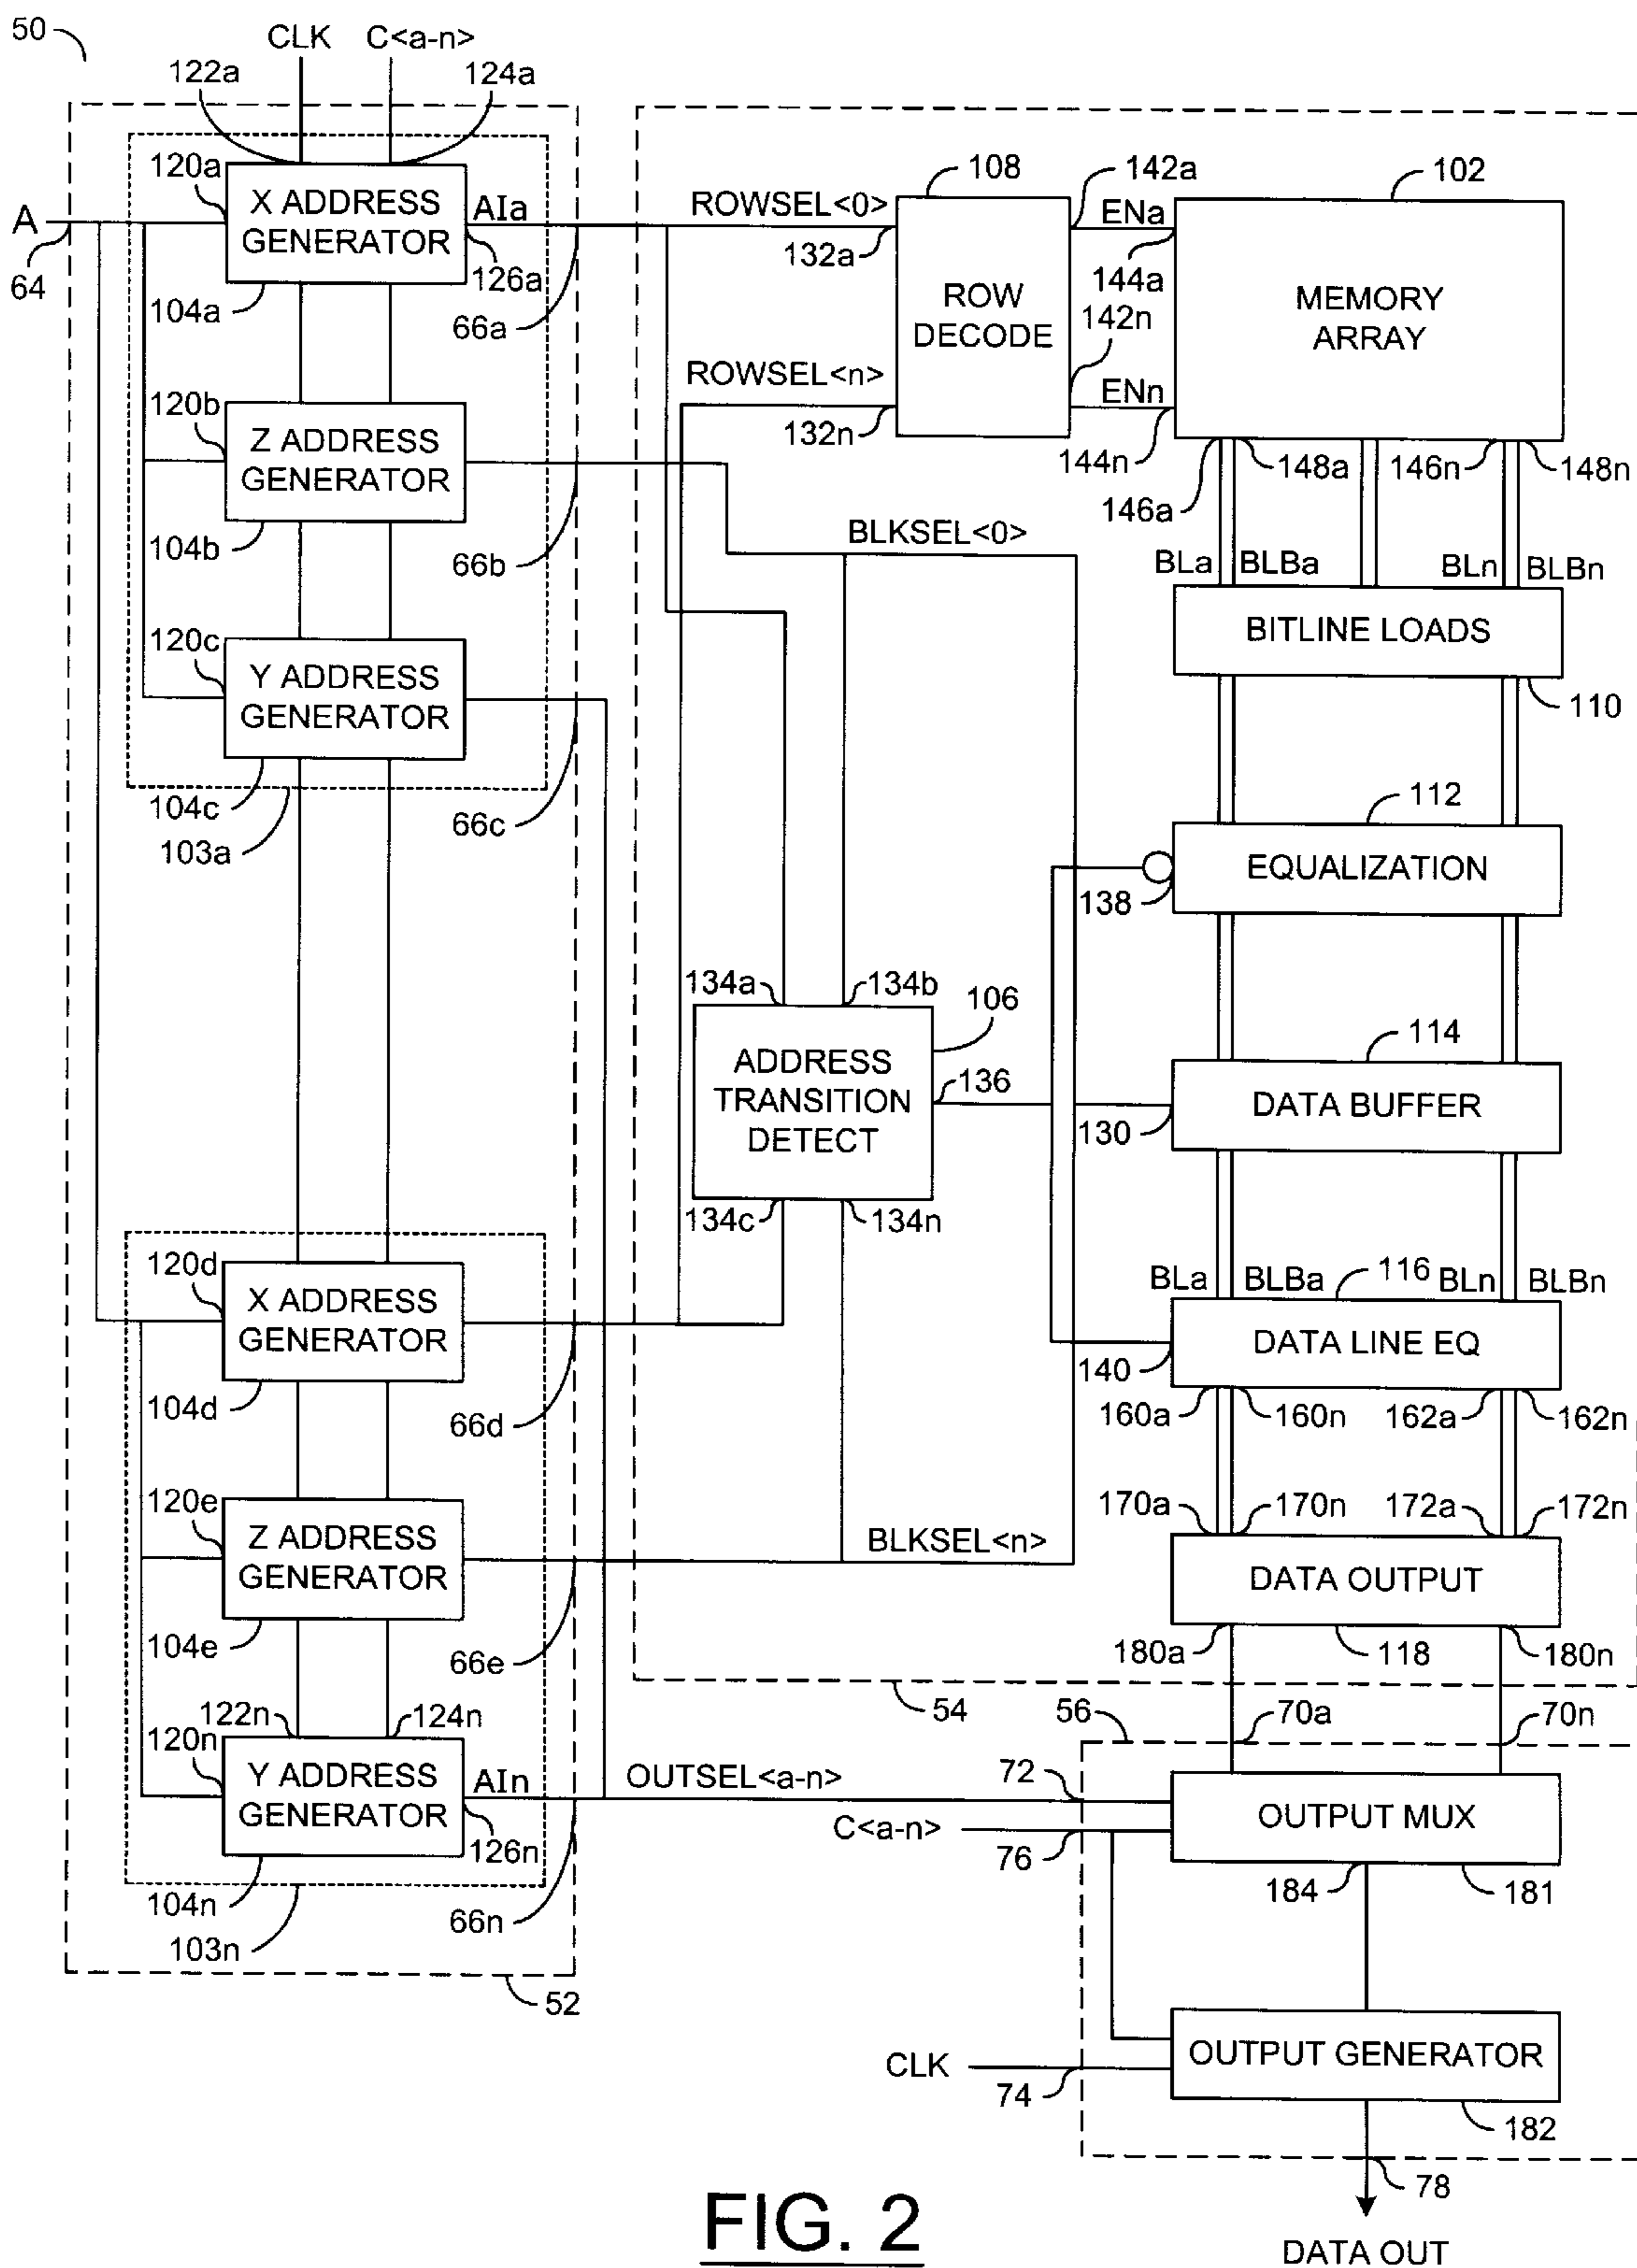 50
CLK
C<a-n>
122a
124a
120a
A
64
X ADDRESS
GENERATOR
AIa
126a
104a
66a
120b
Z ADDRESS
GENERATOR
104b
66b
120c
Y ADDRESS
GENERATOR
104c
103a
66c
ROWSEL<0>
132a
108
ROW
DECODE
142a
ENa
144a
142n
ENn
144n
ROWSEL<n>
132n
102
MEMORY
ARRAY
146a
148a
146n
148n
BLKSEL<0>
BLa
BLBa
BLn
BLBn
BITLINE LOADS
110
112
EQUALIZATION
138
134a
134b
106
ADDRESS
TRANSITION
DETECT
136
134c
134n
114
DATA BUFFER
130
120d
X ADDRESS
GENERATOR
104d
66d
BLa
BLBa
116
BLn
BLBn
DATA LINE EQ
140
160a
160n
162a
162n
120e
Z ADDRESS
GENERATOR
104e
66e
BLKSEL<n>
170a
170n
172a
172n
DATA OUTPUT
180a
118
180n
54
56
70a
70n
122n
124n
120n
Y ADDRESS
GENERATOR
AIn
126n
104n
103n
66n
52
OUTSEL<a-n>
72
C<a-n>
76
OUTPUT MUX
184
181
CLK
74
OUTPUT GENERATOR
182
78
DATA OUT
FIG. 2